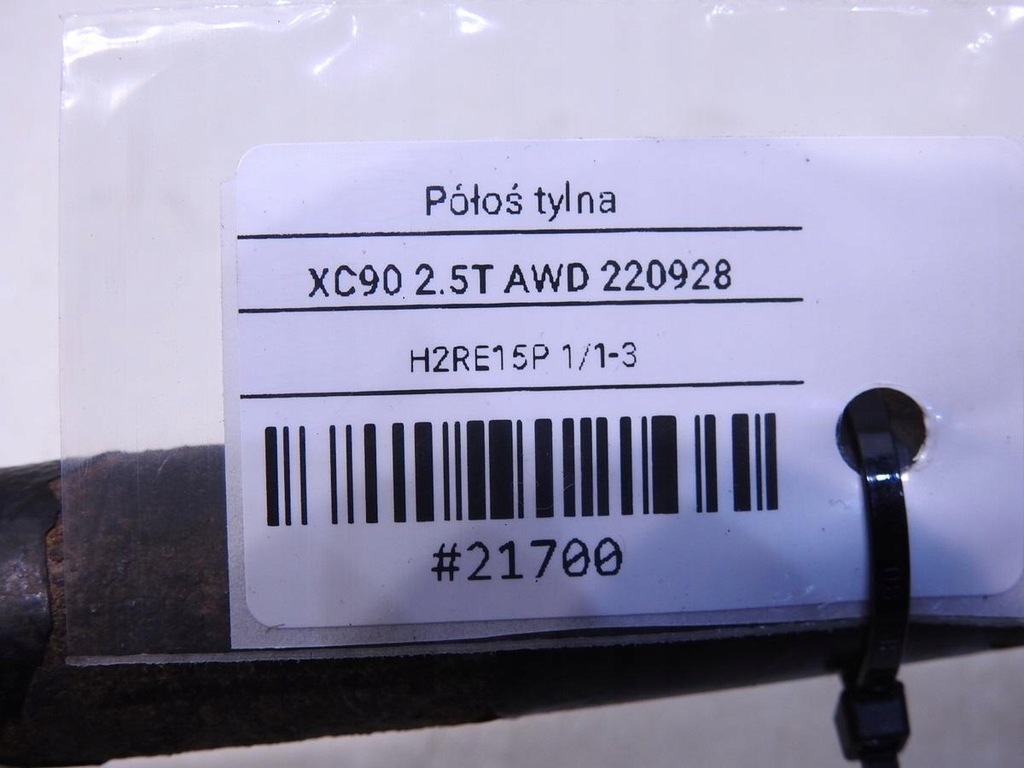 Półoś tylna
XC90 2.5T AWD 220928
H2RE15P 1/1-3
#21700